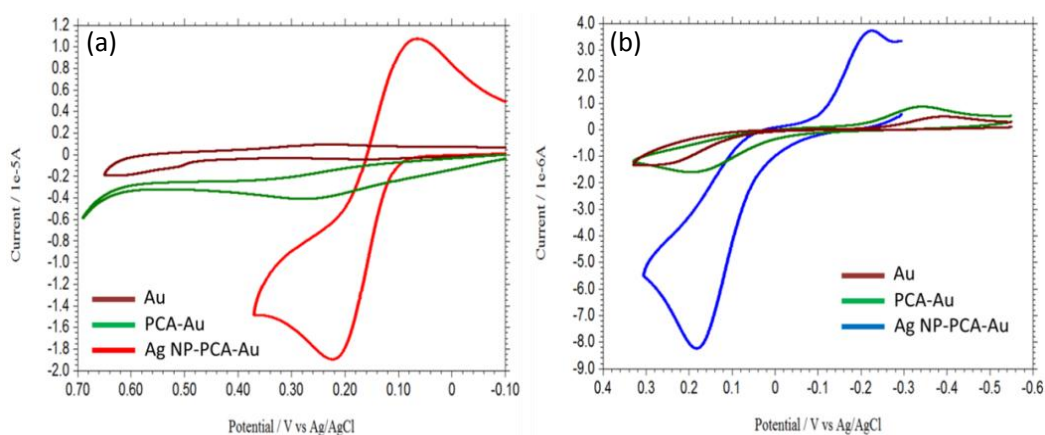 (a)
1.2
1.0
0.8
0.6
0.4
0.2
0
-0.2
-0.4
-0.6
-0.8
-1.0
-1.2
-1.4
-1.6
-1.8
-2.0
Current / 1e-5A
Au
PCA-Au
Ag NP-PCA-Au
0.70 0.60 0.50 0.40 0.30 0.20 0.10 0 -0.10
Potential / V vs Ag/AgCl
(b)
4.0
3.0
2.0
1.0
0
-1.0
-2.0
-3.0
-4.0
-5.0
-6.0
-7.0
-8.0
-9.0
Current / 1e-6A
Au
PCA-Au
Ag NP-PCA-Au
0.4 0.3 0.2 0.1 0 -0.1 -0.2 -0.3 -0.4 -0.5 -0.6
Potential / V vs Ag/AgCl